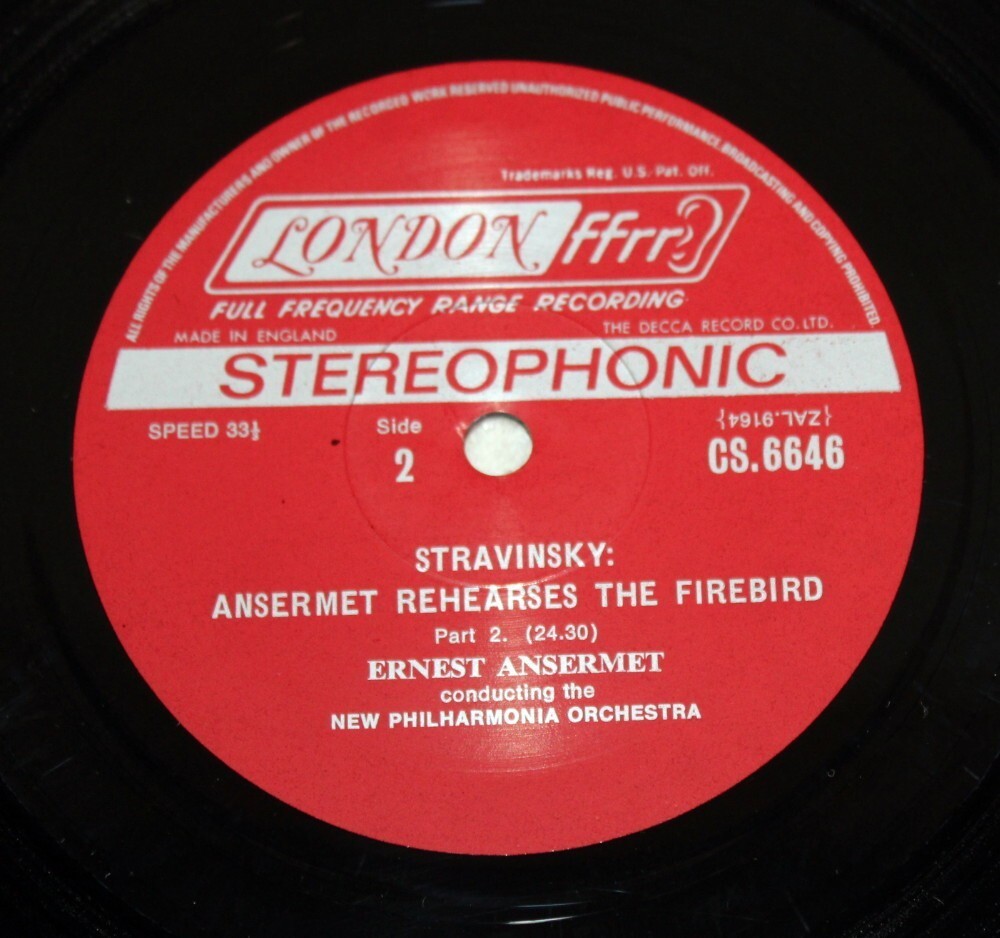 ALL RIGHTS OF THE MANUFACTURERS AND OWNER OF THE RECORDED WORK RESERVED UNAUTHORIZED PUBLIC PERFORMANCE, BROADCASTING AND COPYING PROHIBITED.
Trademarks Reg. U.S. Pat. Off.
LONDON ffrr
FULL FREQUENCY RANGE RECORDING
MADE IN ENGLAND THE DECCA RECORD CO. LTD.
STEREOPHONIC
SPEED 33⅓ Side {ZAL.9164}
2 CS.6646
STRAVINSKY:
ANSERMET REHEARSES THE FIREBIRD
Part 2. (24.30)
ERNEST ANSERMET
conducting the
NEW PHILHARMONIA ORCHESTRA